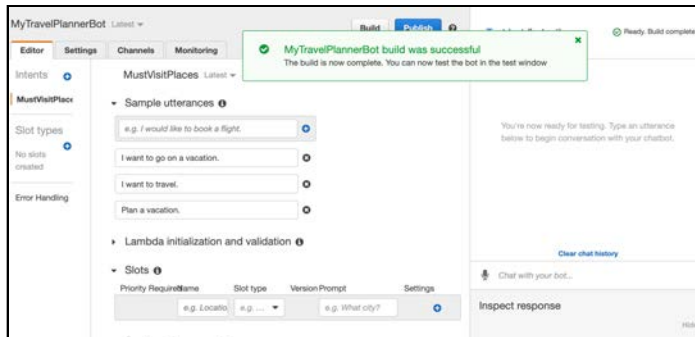 MyTravelPlannerBot Latest
Build
Publish
Ready. Build complete
Editor
Settings
Channels
Monitoring
MyTravelPlannerBot build was successful
The build is now complete. You can now test the bot in the test window
Intents
MustVisitPlaces Latest
MustVisitPlace
Sample utterances
e.g. I would like to book a flight.
I want to go on a vacation.
I want to travel.
Plan a vacation.
Slot types
No slots
created
Error Handling
Lambda initialization and validation
Slots
Priority Required Name Slot type Version Prompt Settings
e.g. Locatio
e.g. ...
e.g. What city?
You're now ready for testing. Type an utterance
below to begin conversation with your chatbot.
Clear chat history
Chat with your bot...
Inspect response